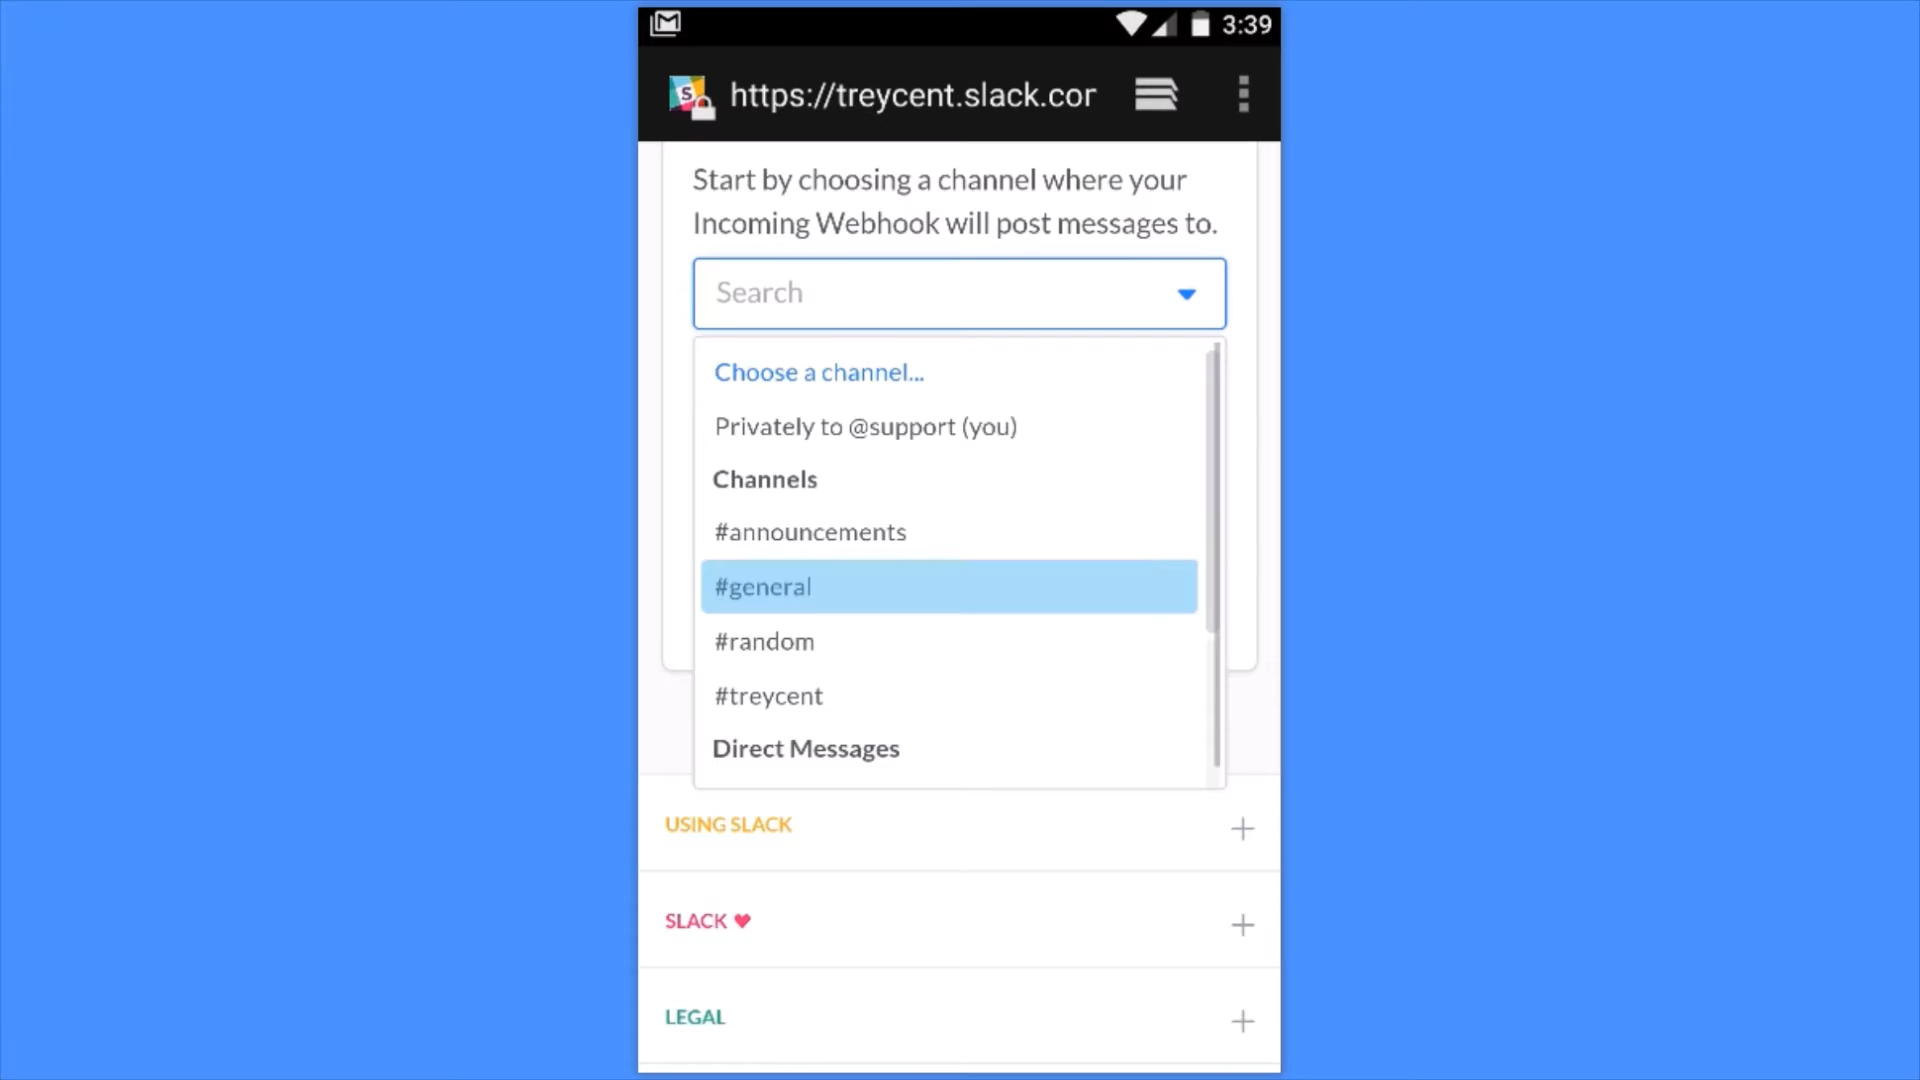 3:39
S
https://treycent.slack.cor
Start by choosing a channel where your
Incoming Webhook will post messages to.
Search
Choose a channel...
Privately to @support (you)
Channels
#announcements
#general
#random
#treycent
Direct Messages
USING SLACK
SLACK ♥
LEGAL